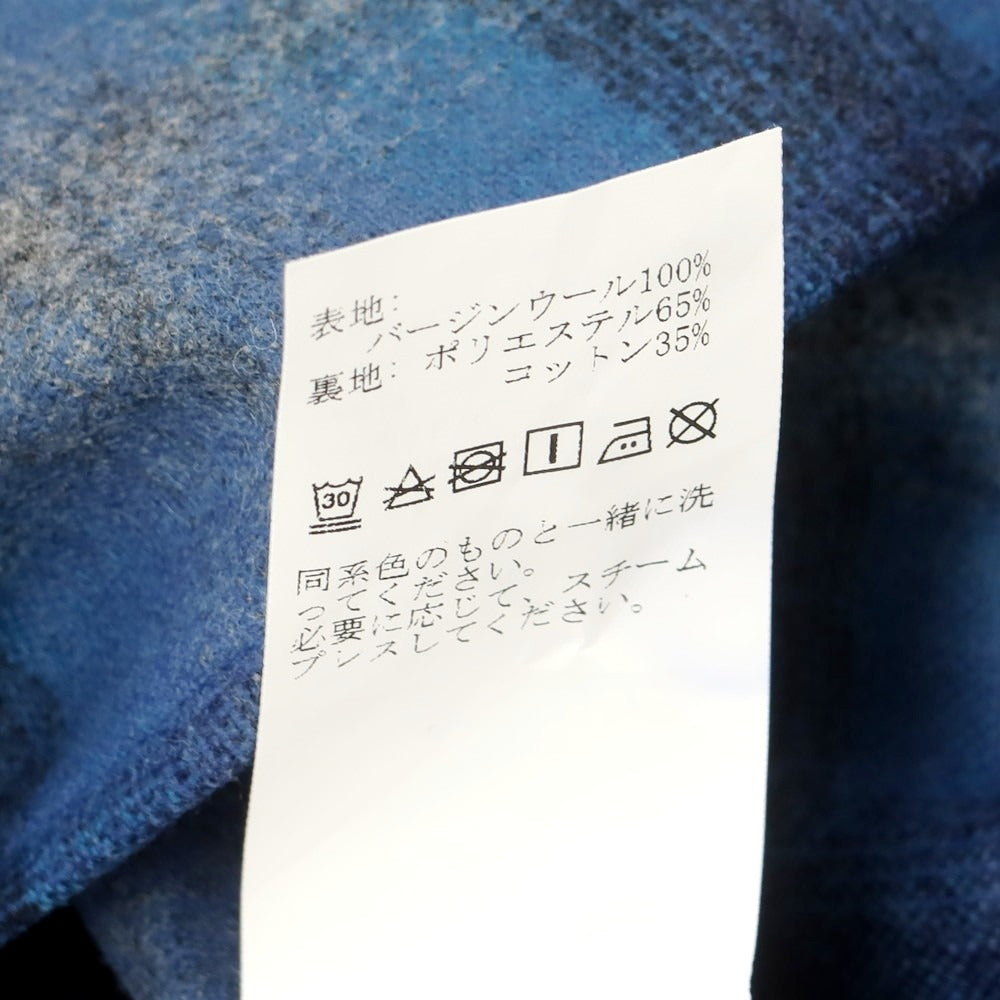 表地:
バージンウール100%
裏地: ポリエステル65%
コットン35%
30
同系色のものと一緒に洗
ってください。
必要に応じて、スチーム
プレスしてください。